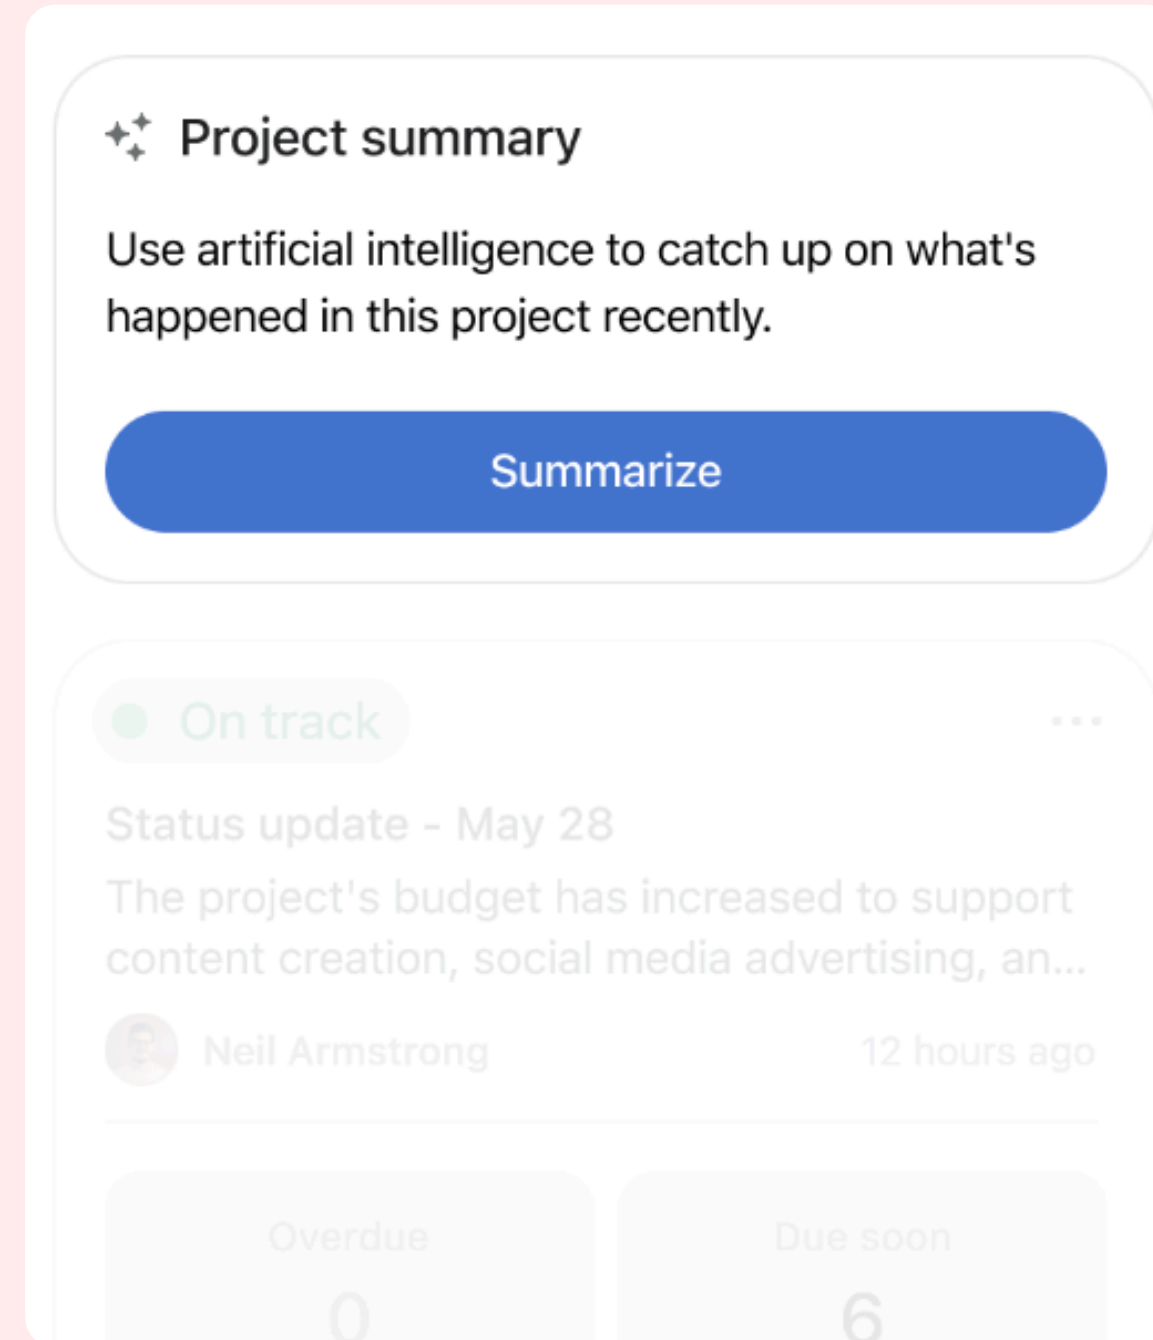 Project summary
Use artificial intelligence to catch up on what's
happened in this project recently.
Summarize
On track
Status update - May 28
The project's budget has increased to support
content creation, social media advertising, an...
Neil Armstrong 12 hours ago
Overdue Due soon
0 6